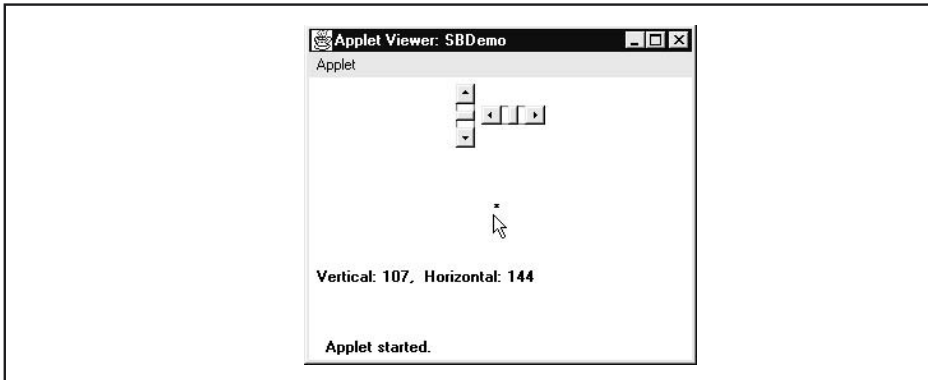 Applet Viewer: SBDemo
Applet
*
Vertical: 107, Horizontal: 144
Applet started.